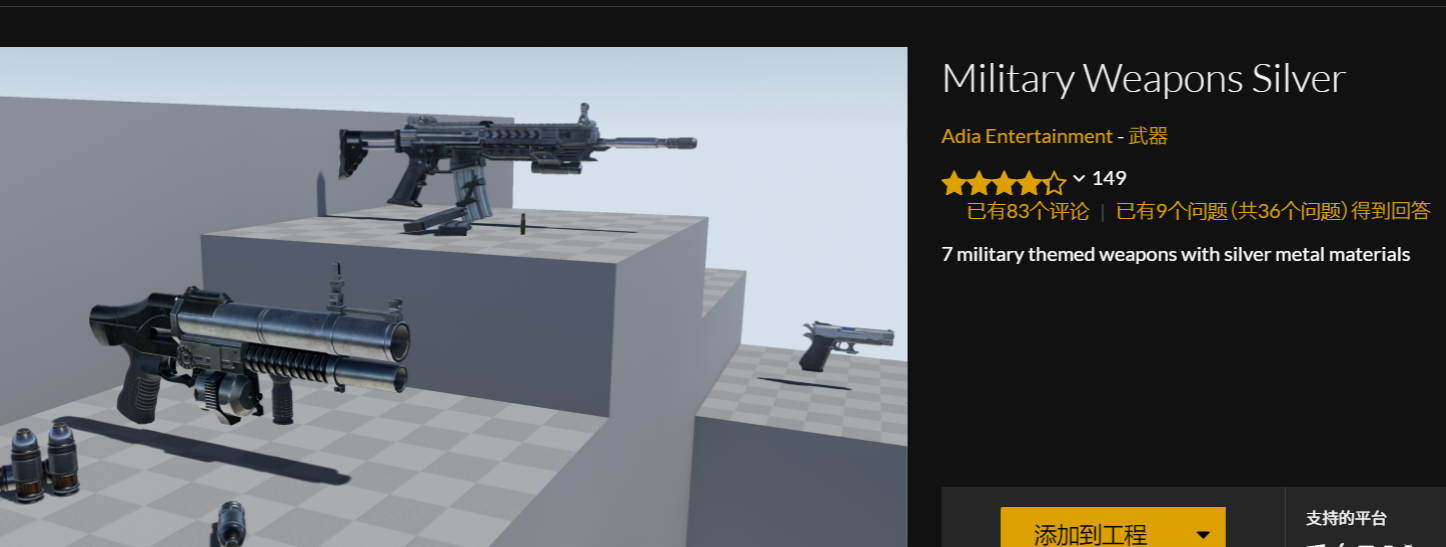 Military Weapons Silver
Adia Entertainment - 武器
149
已有83个评论 | 已有9个问题(共36个问题)得到回答
7 military themed weapons with silver metal materials
添加到工程
支持的平台